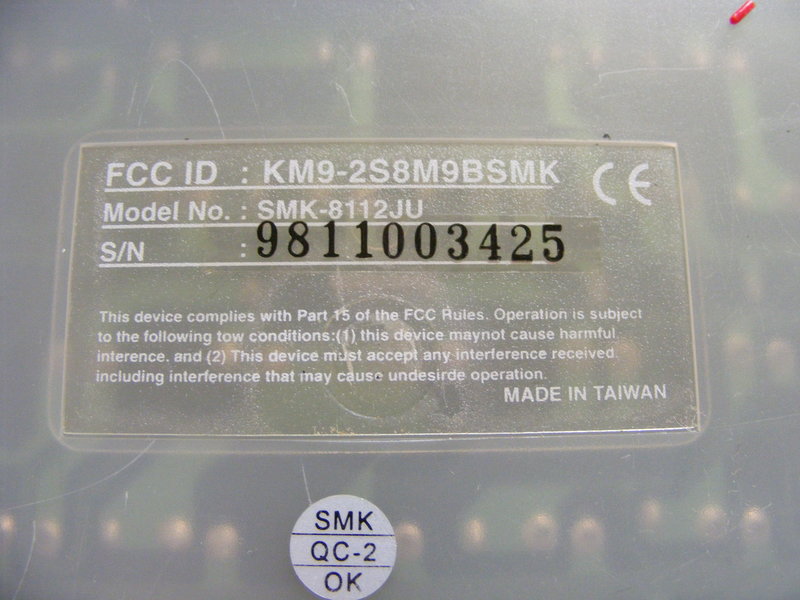 FCC ID : KM9-2S8M9BSMK
CE
Model No. : SMK-8112JU
S/N : 9811003425
This device complies with Part 15 of the FCC Rules. Operation is subject
to the following tow conditions:(1) this device maynot cause harmful
interence. and (2) This device must accept any interference received.
including interference that may cause undesirde operation.
MADE IN TAIWAN
SMK
QC-2
OK